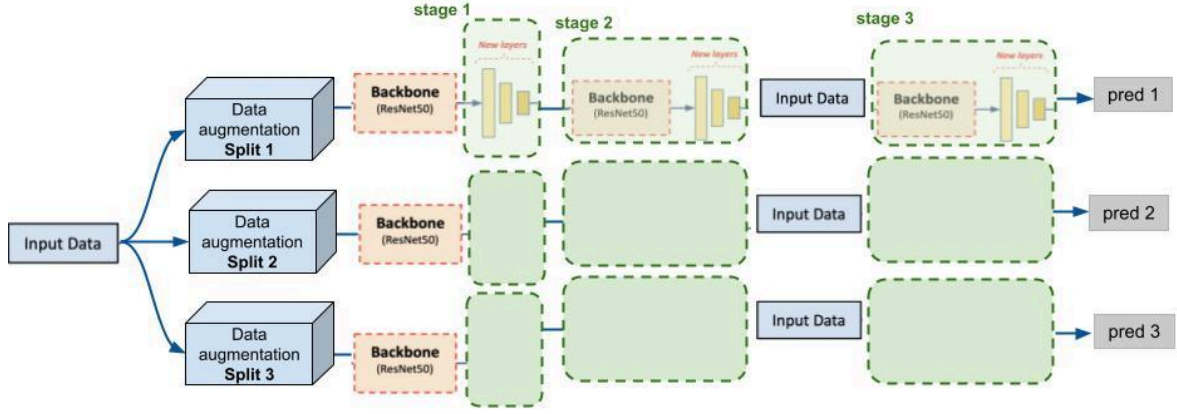 stage 1
stage 2
stage 3
New layers
New layers
New layers
Data
augmentation
Split 1
Backbone
(ResNet50)
Backbone
(ResNet50)
Input Data
Backbone
(ResNet50)
pred 1
Input Data
Data
augmentation
Split 2
Backbone
(ResNet50)
Input Data
pred 2
Data
augmentation
Split 3
Backbone
(ResNet50)
Input Data
pred 3